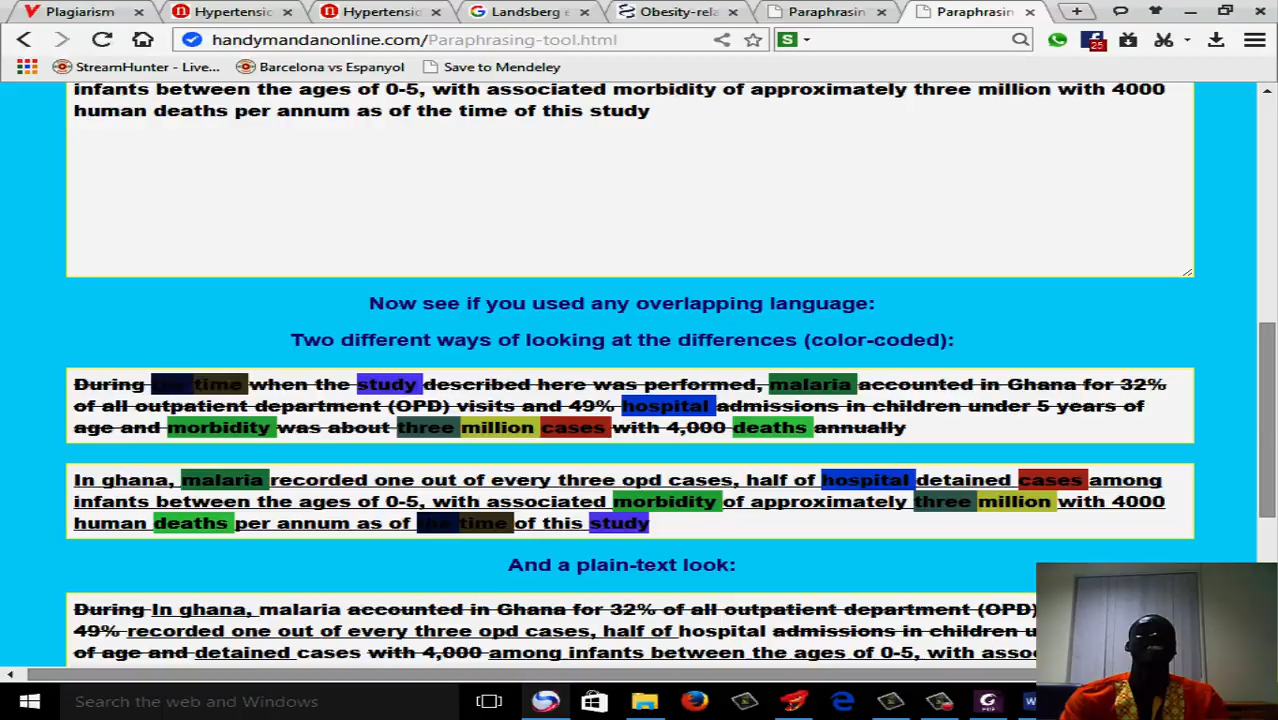 Plagiarism
Hypertensic
Hypertensic
Landsberg e
Obesity-rela
Paraphrasin
Paraphrasin
handymandanonline.com/Paraphrasing-tool.html
S
25
StreamHunter - Live...
Barcelona vs Espanyol
Save to Mendeley
infants between the ages of 0-5, with associated morbidity of approximately three million with 4000
human deaths per annum as of the time of this study
Now see if you used any overlapping language:
Two different ways of looking at the differences (color-coded):
During the time when the study described here was performed, malaria accounted in Ghana for 32%
of all outpatient department (OPD) visits and 49% hospital admissions in children under 5 years of
age and morbidity was about three million cases with 4,000 deaths annually
In ghana, malaria recorded one out of every three opd cases, half of hospital detained cases among
infants between the ages of 0-5, with associated morbidity of approximately three million with 4000
human deaths per annum as of the time of this study
And a plain-text look:
During In ghana, malaria accounted in Ghana for 32% of all outpatient department (OPD)
49% recorded one out of every three opd cases, half of hospital admissions in children u
of age and detained cases with 4,000 among infants between the ages of 0-5, with asso
Search the web and Windows